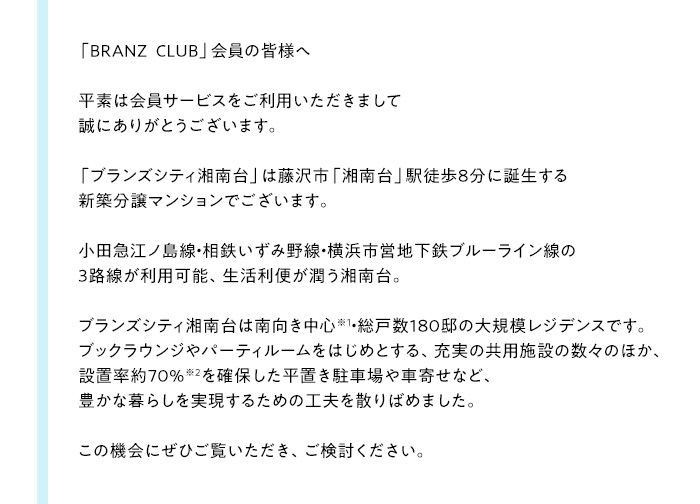 「BRANZ CLUB」会員の皆様へ
平素は会員サービスをご利用いただきまして
誠にありがとうございます。
「ブランズシティ湘南台」は藤沢市「湘南台」駅徒歩8分に誕生する
新築分譲マンションでございます。
小田急江ノ島線・相鉄いずみ野線・横浜市営地下鉄ブルーライン線の
3路線が利用可能、生活利便が潤う湘南台。
ブランズシティ湘南台は南向き中心※1・総戸数180邸の大規模レジデンスです。
ブックラウンジやパーティルームをはじめとする、充実の共用施設の数々のほか、
設置率約70%※2を確保した平置き駐車場や車寄せなど、
豊かな暮らしを実現するための工夫を散りばめました。
この機会にぜひご覧いただき、ご検討ください。